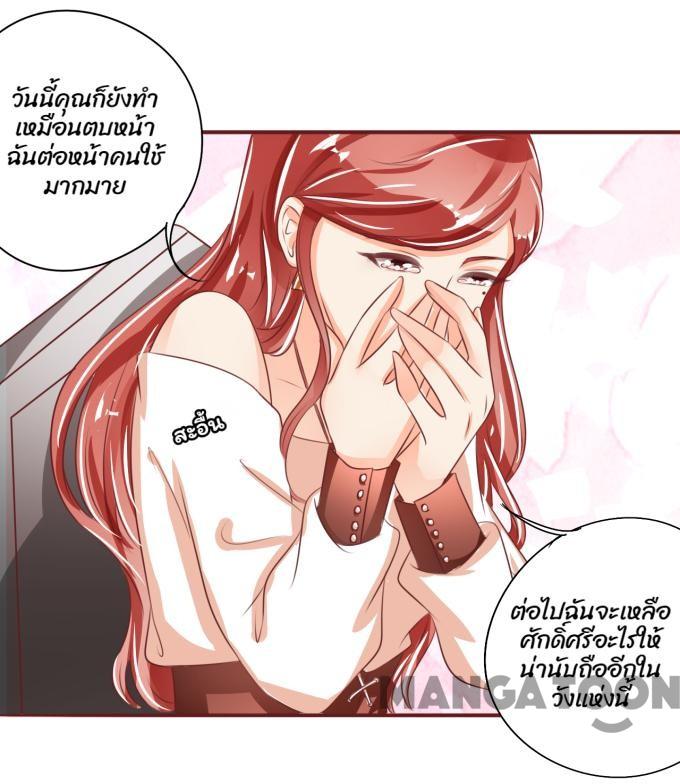 วันนี้คุณก็ยังทำ
เหมือนตบหน้า
ฉันต่อหน้าคนใช้
มากมาย
สะอื้น
ต่อไปฉันจะเหลือ
ศักดิ์ศรีอะไรให้
น่านับถืออีกใน
วังแห่งนี้
MANGATOON